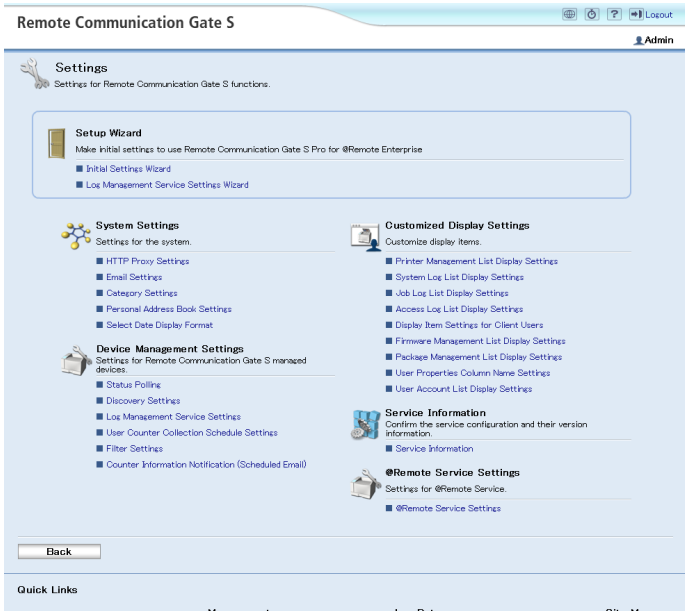 Remote Communication Gate S
Logout
Admin
Settings
Settings for Remote Communication Gate S functions.
Setup Wizard
Make initial settings to use Remote Communication Gate S Pro for @Remote Enterprise
Initial Settings Wizard
Log Management Service Settings Wizard
System Settings
Settings for the system.
HTTP Proxy Settings
Email Settings
Category Settings
Personal Address Book Settings
Select Date Display Format
Device Management Settings
Settings for Remote Communication Gate S managed
devices.
Status Polling
Discovery Settings
Log Management Service Settings
User Counter Collection Schedule Settings
Filter Settings
Counter Information Notification (Scheduled Email)
Customized Display Settings
Customize display items.
Printer Management List Display Settings
System Log List Display Settings
Job Log List Display Settings
Access Log List Display Settings
Display Item Settings for Client Users
Firmware Management List Display Settings
Package Management List Display Settings
User Properties Column Name Settings
User Account List Display Settings
Service Information
Confirm the service configuration and their version
information.
Service Information
@Remote Service Settings
Settings for @Remote Service.
@Remote Service Settings
Back
Quick Links